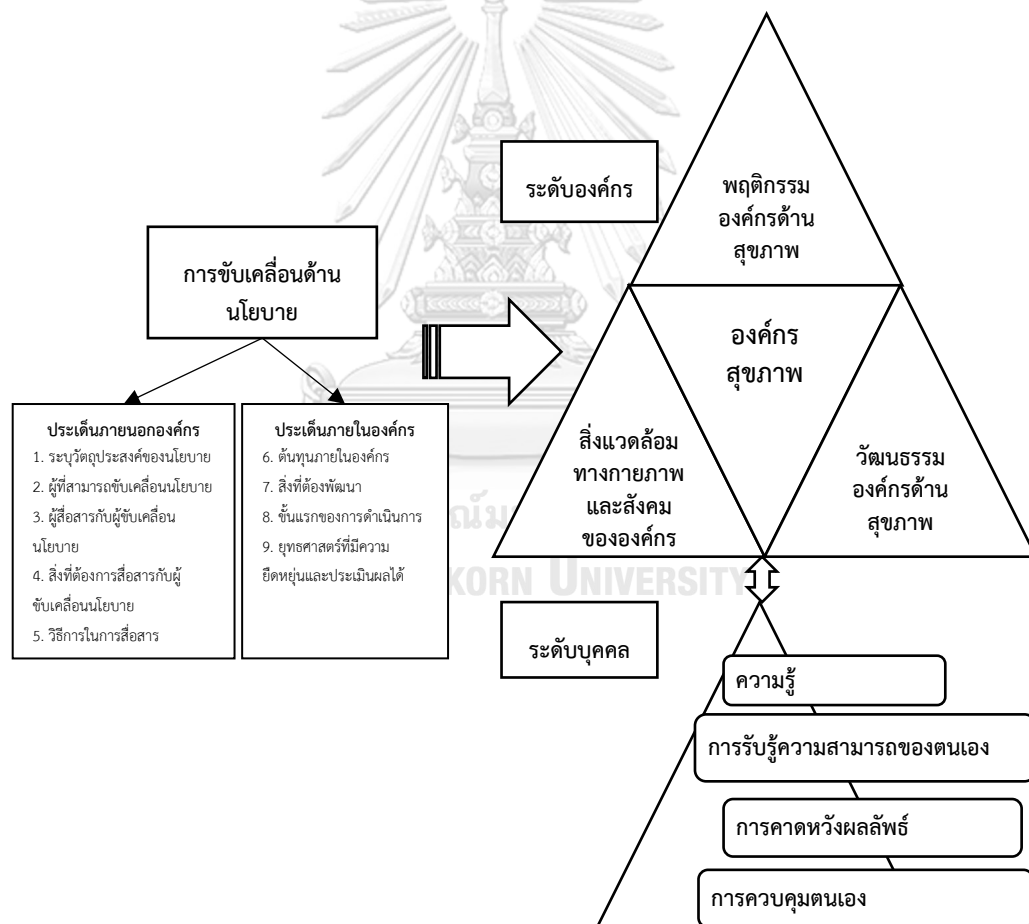 การขับเคลื่อนด้าน
นโยบาย
ประเด็นภายนอกองค์กร
1. ระบุวัตถุประสงค์ของนโยบาย
2. ผู้ที่สามารถขับเคลื่อนนโยบาย
3. ผู้สื่อสารกับผู้ขับเคลื่อน
นโยบาย
4. สิ่งที่ต้องการสื่อสารกับผู้
ขับเคลื่อนนโยบาย
5. วิธีการในการสื่อสาร
ประเด็นภายในองค์กร
6. ต้นทุนภายในองค์กร
7. สิ่งที่ต้องพัฒนา
8. ขั้นแรกของการดำเนินการ
9. ยุทธศาสตร์ที่มีความ
ยืดหยุ่นและประเมินผลได้
ระดับองค์กร
พฤติกรรม
องค์กรด้าน
สุขภาพ
องค์กร
สุขภาพ
สิ่งแวดล้อม
ทางกายภาพ
และสังคม
ขององค์กร
วัฒนธรรม
องค์กรด้าน
สุขภาพ
KORN UNIVERSITY
ระดับบุคคล
ความรู้
การรับรู้ความสามารถของตนเอง
การคาดหวังผลลัพธ์
การควบคุมตนเอง